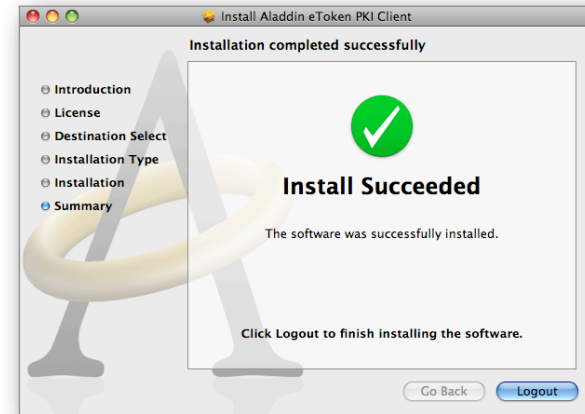 Install Aladdin eToken PKI Client
Installation completed successfully
Introduction
License
Destination Select
Installation Type
Installation
Summary
Install Succeeded
The software was successfully installed.
Click Logout to finish installing the software.
Go Back
Logout